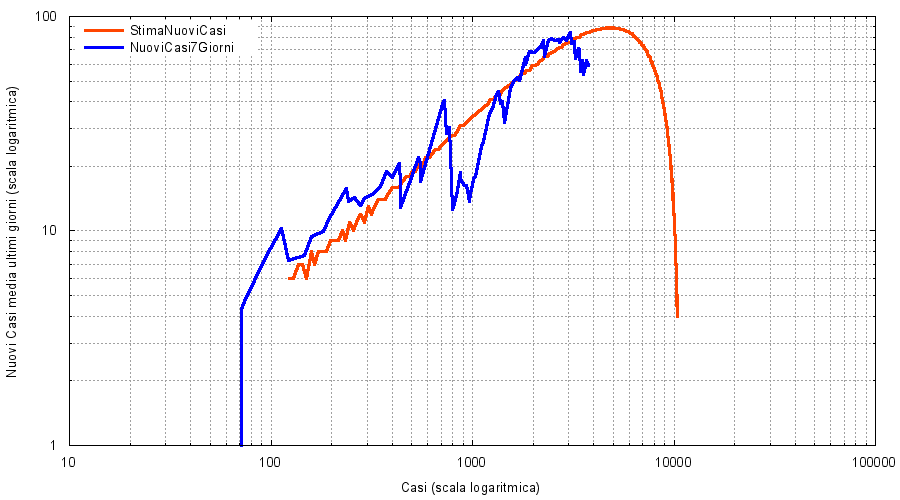 StimaNuoviCasi
NuoviCasi7Giorni
Nuovi Casi media ultimi giorni (scala logaritmica)
100
10
1
10 100 1000 10000 100000
Casi (scala logaritmica)